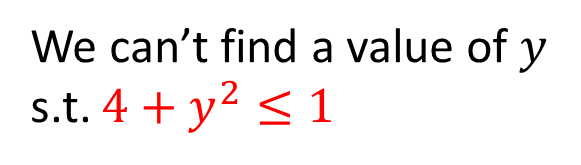 We can’t find a value of y
s.t. 4 + y² ≤ 1